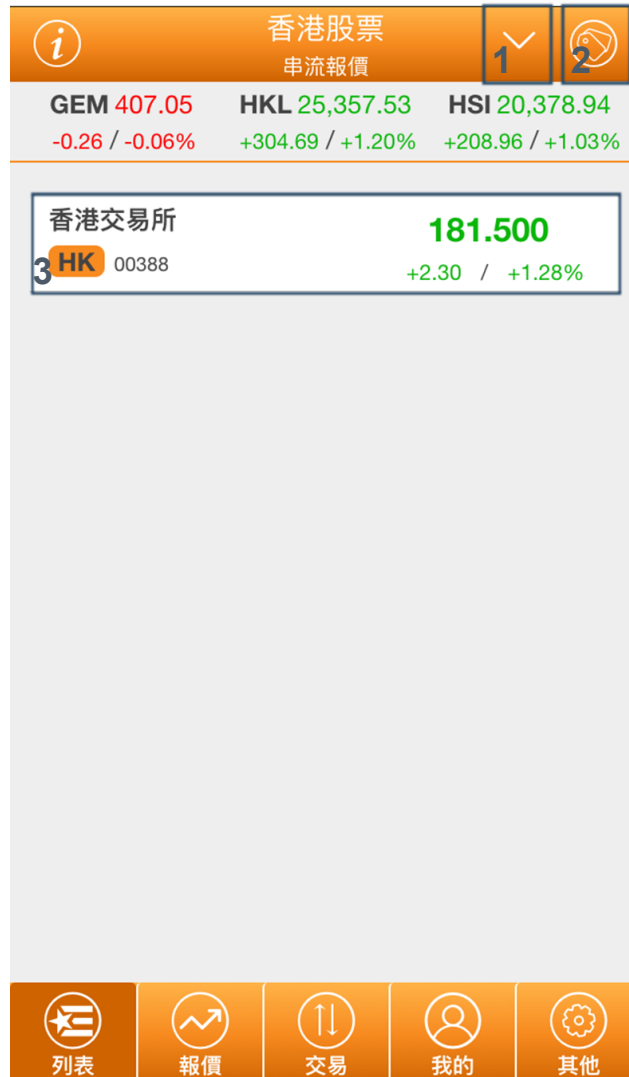 香港股票
串流報價
1
2
GEM 407.05 HKL 25,357.53 HSI 20,378.94
-0.26 / -0.06% +304.69 / +1.20% +208.96 / +1.03%
香港交易所 181.500
3 HK 00388 +2.30 / +1.28%
列表 報價 交易 我的 其他